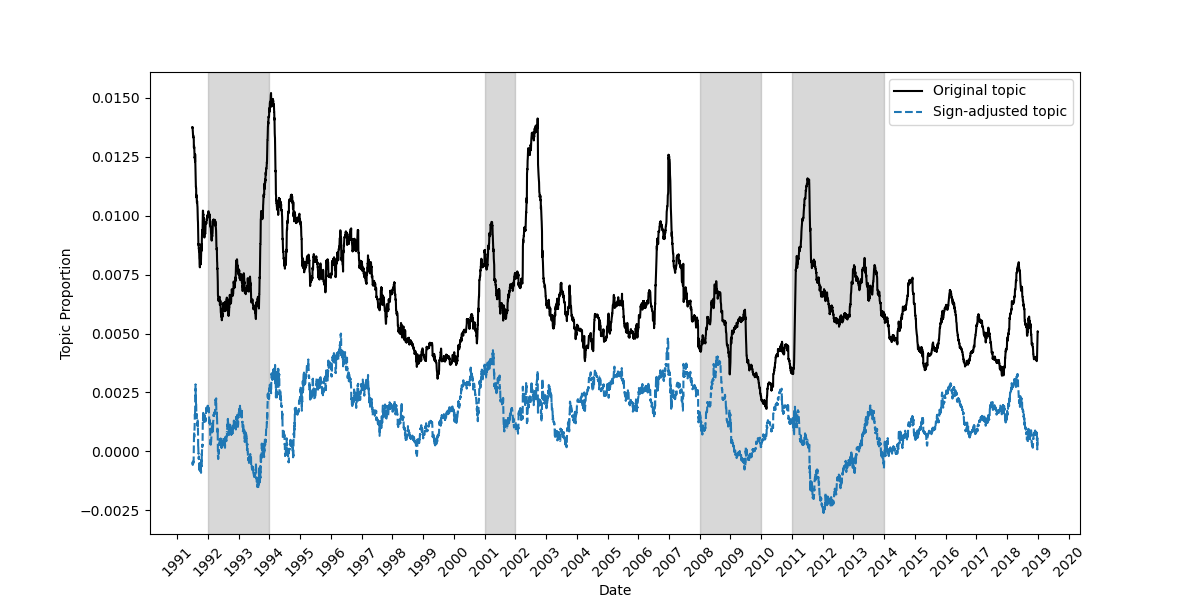 Original topic
Sign-adjusted topic
0.0150
0.0125
0.0100
0.0075
0.0050
0.0025
0.0000
−0.0025
Topic Proportion
1991 1992 1993 1994 1995 1996 1997 1998 1999 2000 2001 2002 2003 2004 2005 2006 2007 2008 2009 2010 2011 2012 2013 2014 2015 2016 2017 2018 2019 2020
Date